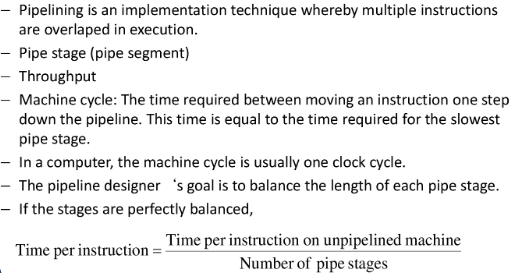 – Pipelining is an implementation technique whereby multiple instructions
are overlaped in execution.
– Pipe stage (pipe segment)
– Throughput
– Machine cycle: The time required between moving an instruction one step
down the pipeline. This time is equal to the time required for the slowest
pipe stage.
– In a computer, the machine cycle is usually one clock cycle.
– The pipeline designer ‘s goal is to balance the length of each pipe stage.
– If the stages are perfectly balanced,
Time per instruction = Time per instruction on unpipelined machine
Number of pipe stages